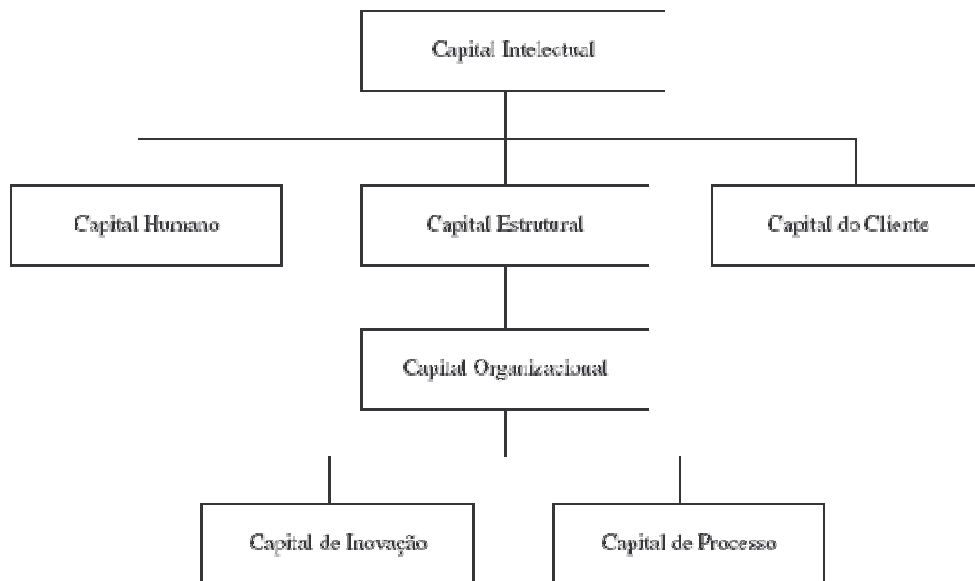 Capital Intelectual
Capital Humano
Capital Estrutural
Capital do Cliente
Capital Organizacional
Capital de Inovação
Capital de Processo